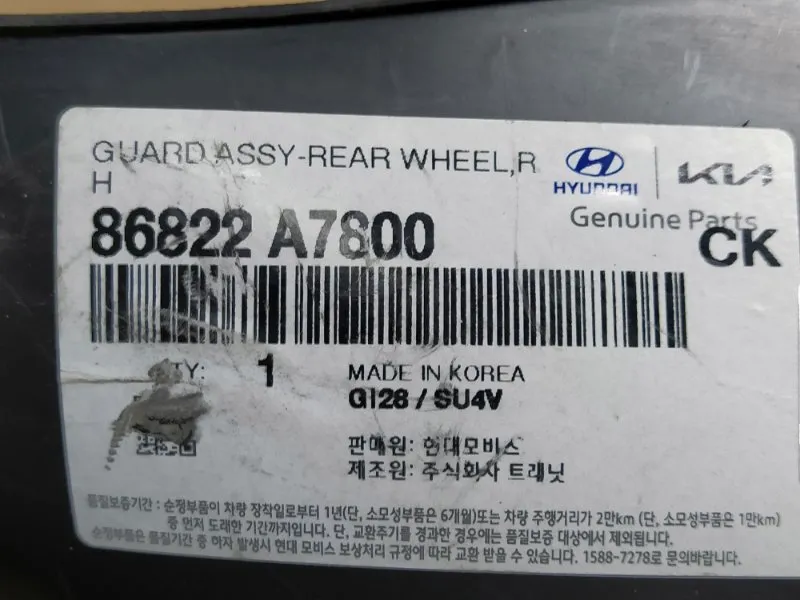 GUARD ASSY-REAR WHEEL,R
H
HYUNDAI
KIA
Genuine Parts
86822 A7800
CK
QTY: 1
MADE IN KOREA
GI28 / SU4V
판매원: 현대모비스
제조원: 주식회사 트래닛
품질보증기간 : 순정부품이 차량 장착일로부터 1년(단, 소모성부품은 6개월)또는 차량 주행거리가 2만km (단, 소모성부품은 1만km)
중 먼저 도래한 기간까지입니다. 단, 교환주기를 경과한 경우에는 품질보증 대상에서 제외됩니다.
순정부품은 품질기간 중 하자 발생시 현대 모비스 보상처리 규정에 따라 교환 받을 수 있습니다. 1588-7278로 문의바랍니다.